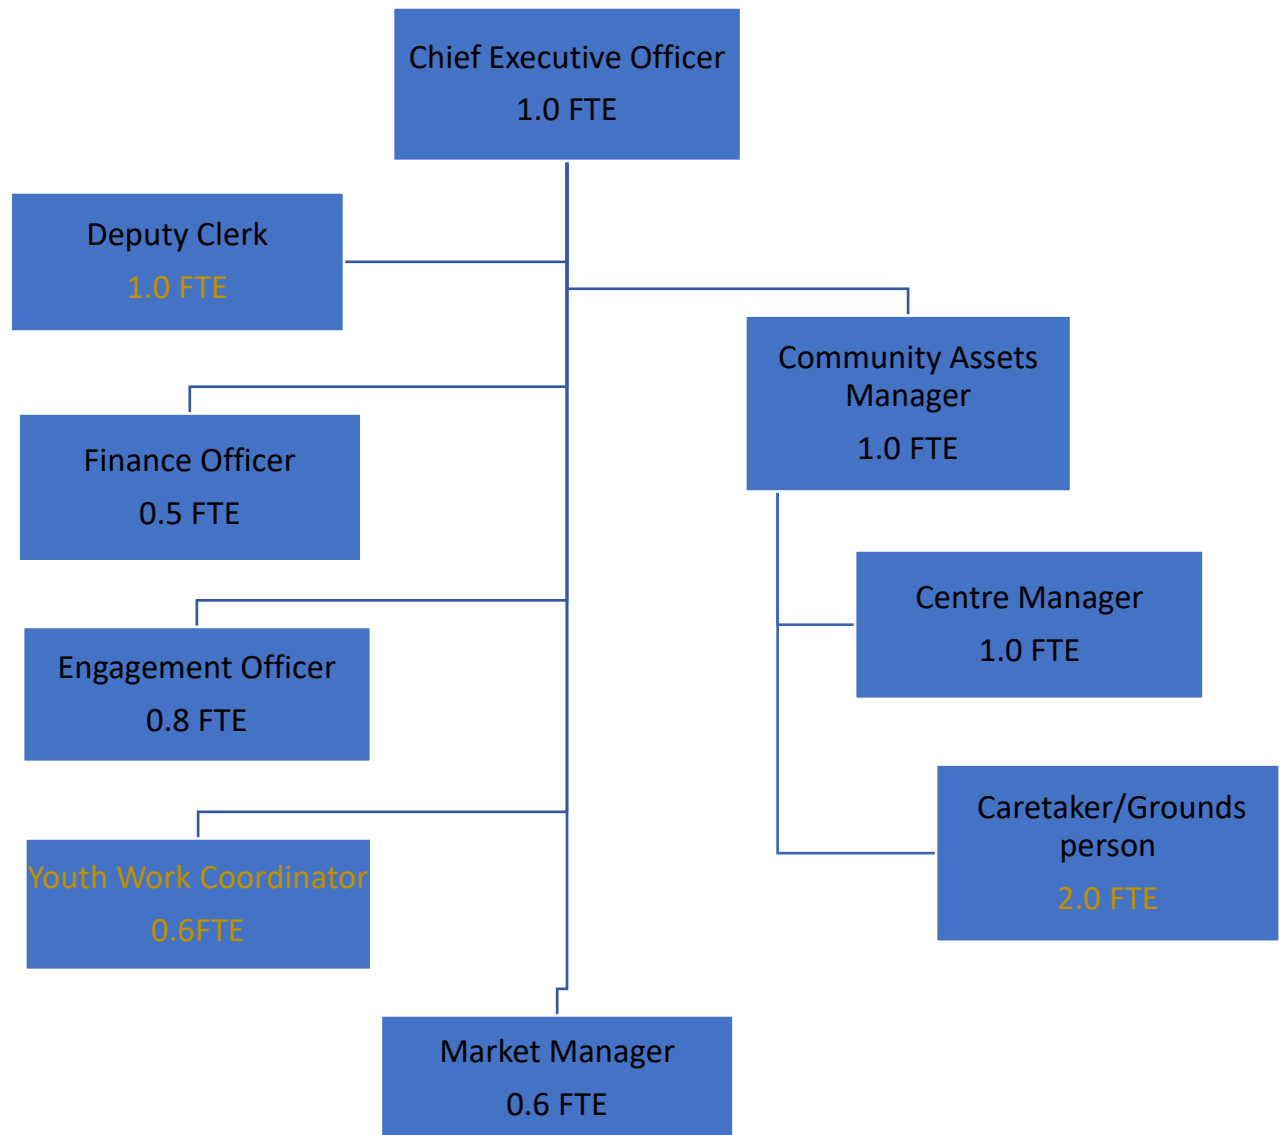 Chief Executive Officer
1.0 FTE
Deputy Clerk
1.0 FTE
Community Assets
Manager
1.0 FTE
Finance Officer
0.5 FTE
Centre Manager
1.0 FTE
Engagement Officer
0.8 FTE
Caretaker/Grounds
person
2.0 FTE
Youth Work Coordinator
0.6FTE
Market Manager
0.6 FTE